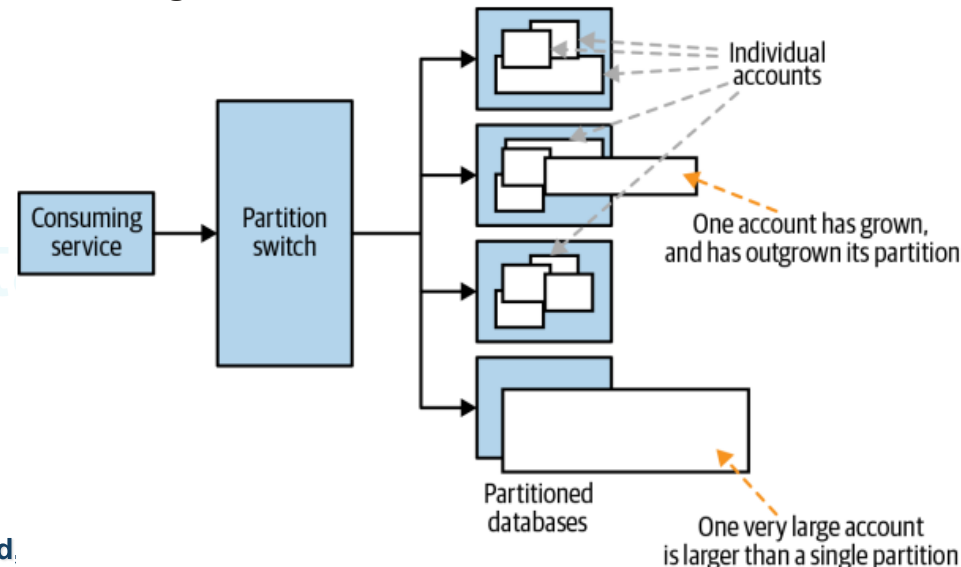 Individual
accounts
Consuming
service
Partition
switch
One account has grown,
and has outgrown its partition
Partitioned
databases
One very large account
is larger than a single partition
d,